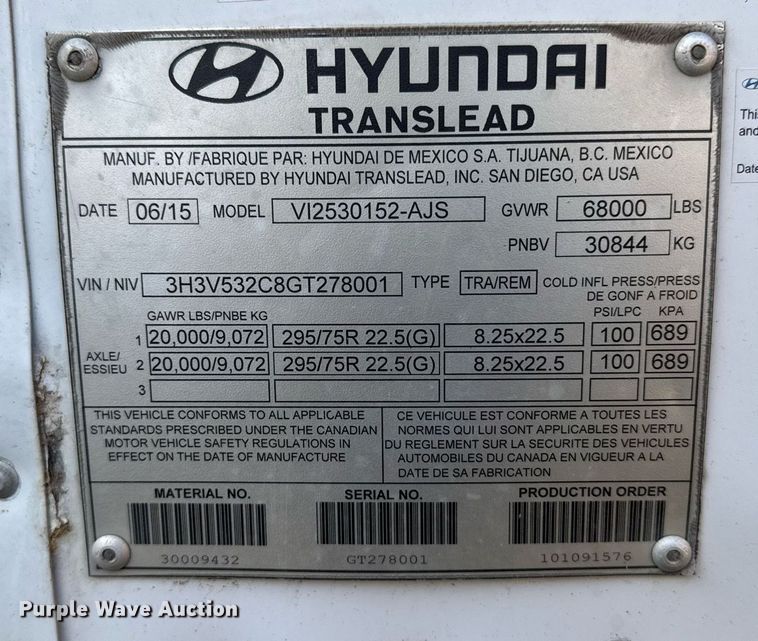 HYUNDAI
TRANSLEAD
MANUF. BY /FABRIQUE PAR: HYUNDAI DE MEXICO S.A. TIJUANA, B.C. MEXICO
MANUFACTURED BY HYUNDAI TRANSLEAD, INC. SAN DIEGO, CA USA
DATE 06/15 MODEL VI2530152-AJS GVWR 68000 LBS
PNBV 30844 KG
VIN / NIV 3H3V532C8GT278001 TYPE TRA/REM COLD INFL PRESS/PRESS
DE GONF A FROID
GAWR LBS/PNBE KG PSI/LPC KPA
1 20,000/9,072 295/75R 22.5(G) 8.25x22.5 100 689
AXLE/
ESSIEU
2 20,000/9,072 295/75R 22.5(G) 8.25x22.5 100 689
3
THIS VEHICLE CONFORMS TO ALL APPLICABLE
STANDARDS PRESCRIBED UNDER THE CANADIAN
MOTOR VEHICLE SAFETY REGULATIONS IN
EFFECT ON THE DATE OF MANUFACTURE
CE VEHICULE EST CONFORME A TOUTES LES
NORMES QUI LUI SONT APPLICABLES EN VERTU
DU REGLEMENT SUR LA SECURITE DES VEHICULES
AUTOMOBILES DU CANADA EN VIGUEUR A LA
DATE DE SA FABRICATION
MATERIAL NO. SERIAL NO. PRODUCTION ORDER
30009432 GT278001 101091576
This
and
Date
Purple Wave Auction